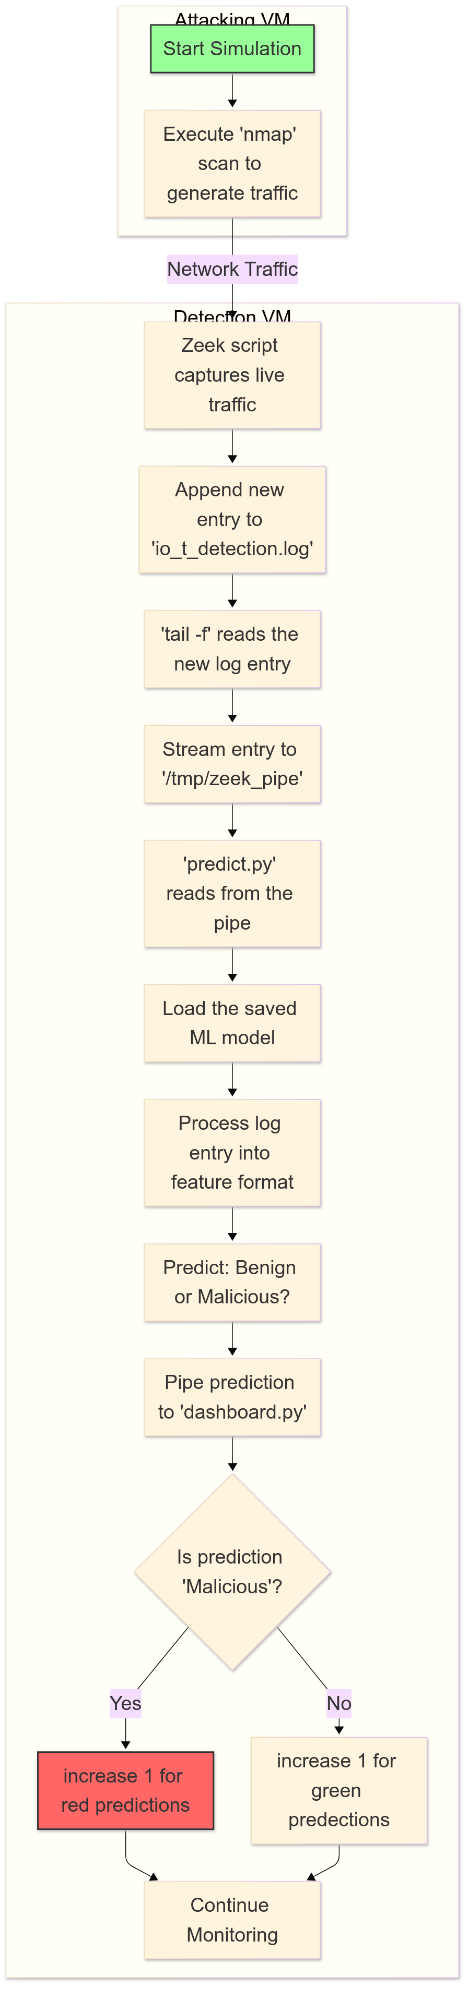 Attacking VM
Start Simulation
Execute 'nmap'
scan to
generate traffic
Network Traffic
Detection VM
Zeek script
captures live
traffic
Append new
entry to
'io_t_detection.log'
'tail -f' reads the
new log entry
Stream entry to
'/tmp/zeek_pipe'
'predict.py'
reads from the
pipe
Load the saved
ML model
Process log
entry into
feature format
Predict: Benign
or Malicious?
Pipe prediction
to 'dashboard.py'
Is prediction
'Malicious'?
Yes
No
increase 1 for
red predictions
increase 1 for
green
predections
Continue
Monitoring